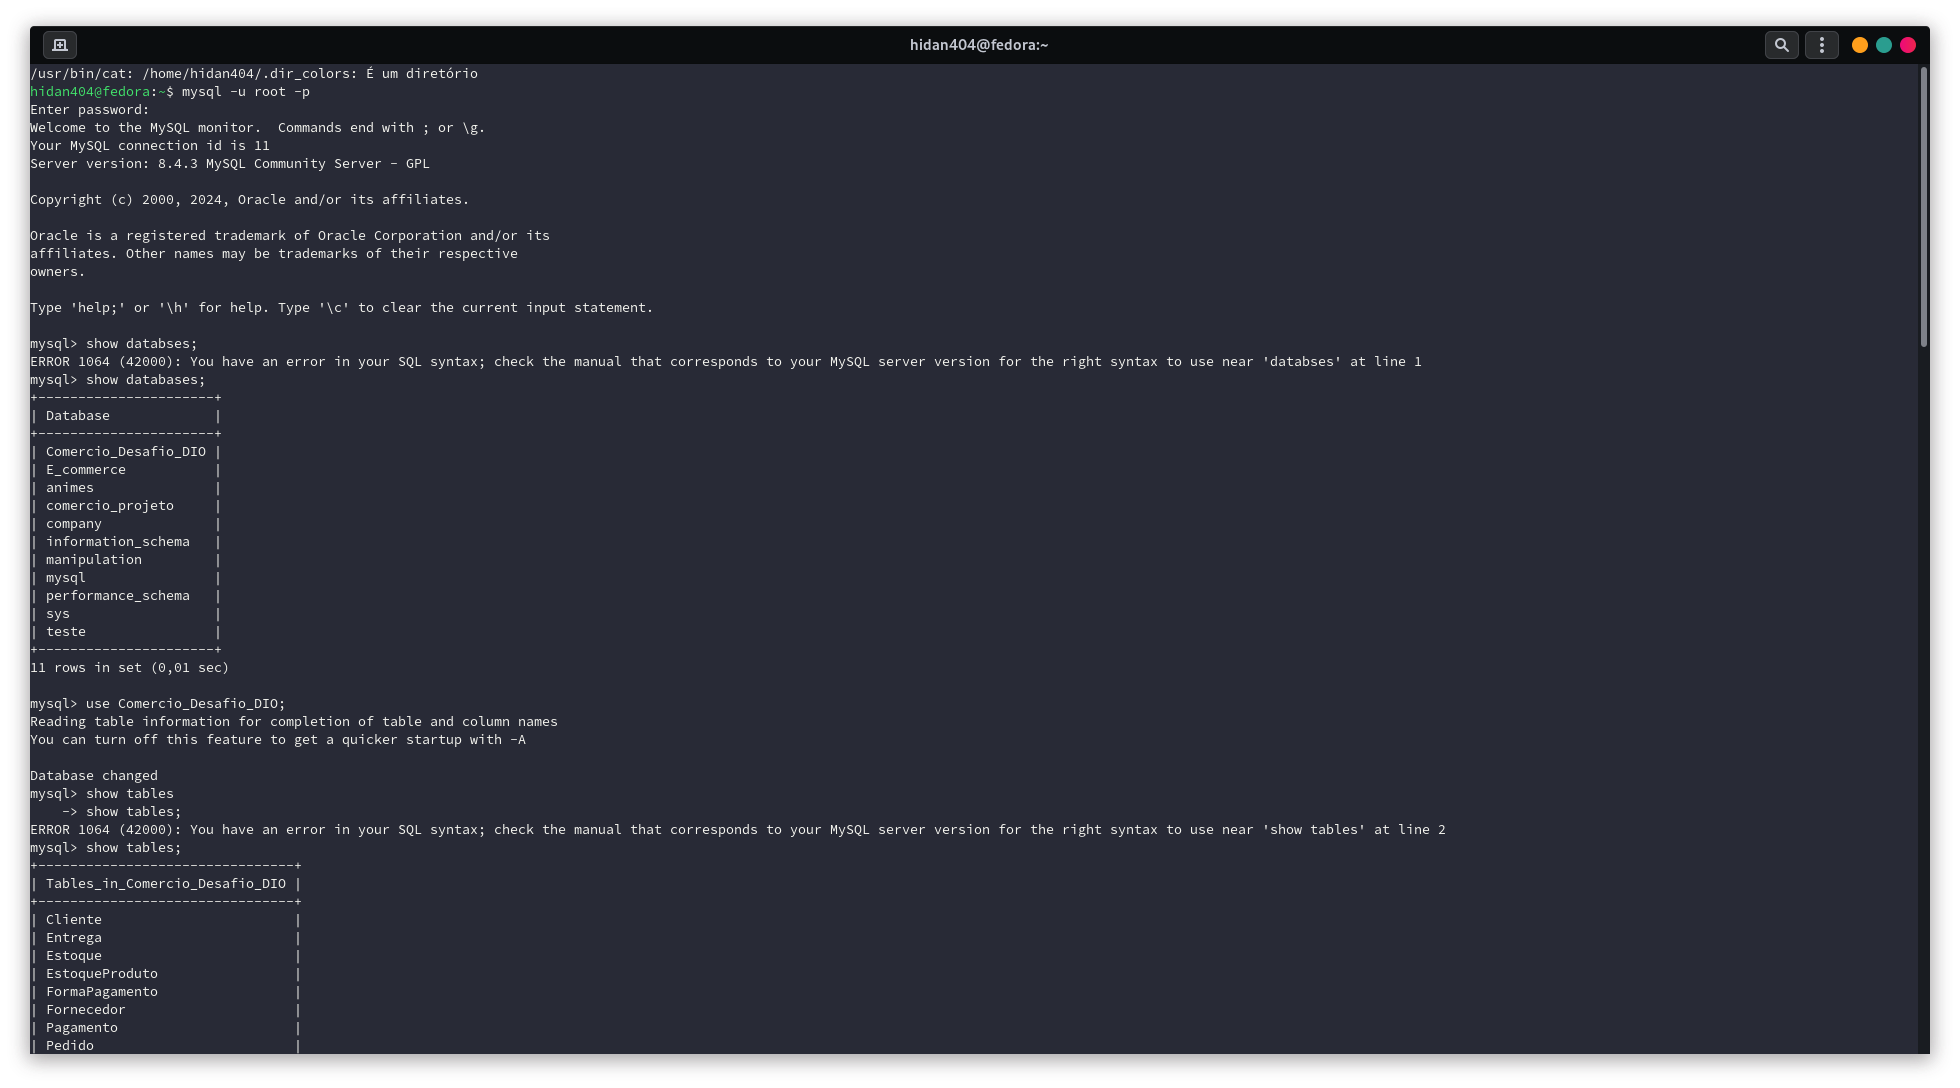 hidan404@fedora:~
/usr/bin/cat: /home/hidan404/.dir_colors: É um diretório
hidan404@fedora:~$ mysql -u root -p
Enter password:
Welcome to the MySQL monitor.  Commands end with ; or \g.
Your MySQL connection id is 11
Server version: 8.4.3 MySQL Community Server - GPL

Copyright (c) 2000, 2024, Oracle and/or its affiliates.

Oracle is a registered trademark of Oracle Corporation and/or its
affiliates. Other names may be trademarks of their respective
owners.

Type 'help;' or '\h' for help. Type '\c' to clear the current input statement.

mysql> show databses;
ERROR 1064 (42000): You have an error in your SQL syntax; check the manual that corresponds to your MySQL server version for the right syntax to use near 'databses' at line 1
mysql> show databases;
+----------------------+
| Database             |
+----------------------+
| Comercio_Desafio_DIO |
| E_commerce           |
| animes               |
| comercio_projeto     |
| company              |
| information_schema   |
| manipulation         |
| mysql                |
| performance_schema   |
| sys                  |
| teste                |
+----------------------+
11 rows in set (0,01 sec)

mysql> use Comercio_Desafio_DIO;
Reading table information for completion of table and column names
You can turn off this feature to get a quicker startup with -A

Database changed
mysql> show tables
    -> show tables;
ERROR 1064 (42000): You have an error in your SQL syntax; check the manual that corresponds to your MySQL server version for the right syntax to use near 'show tables' at line 2
mysql> show tables;
+--------------------------------+
| Tables_in_Comercio_Desafio_DIO |
+--------------------------------+
| Cliente                        |
| Entrega                        |
| Estoque                        |
| EstoqueProduto                 |
| FormaPagamento                 |
| Fornecedor                     |
| Pagamento                      |
| Pedido                         |